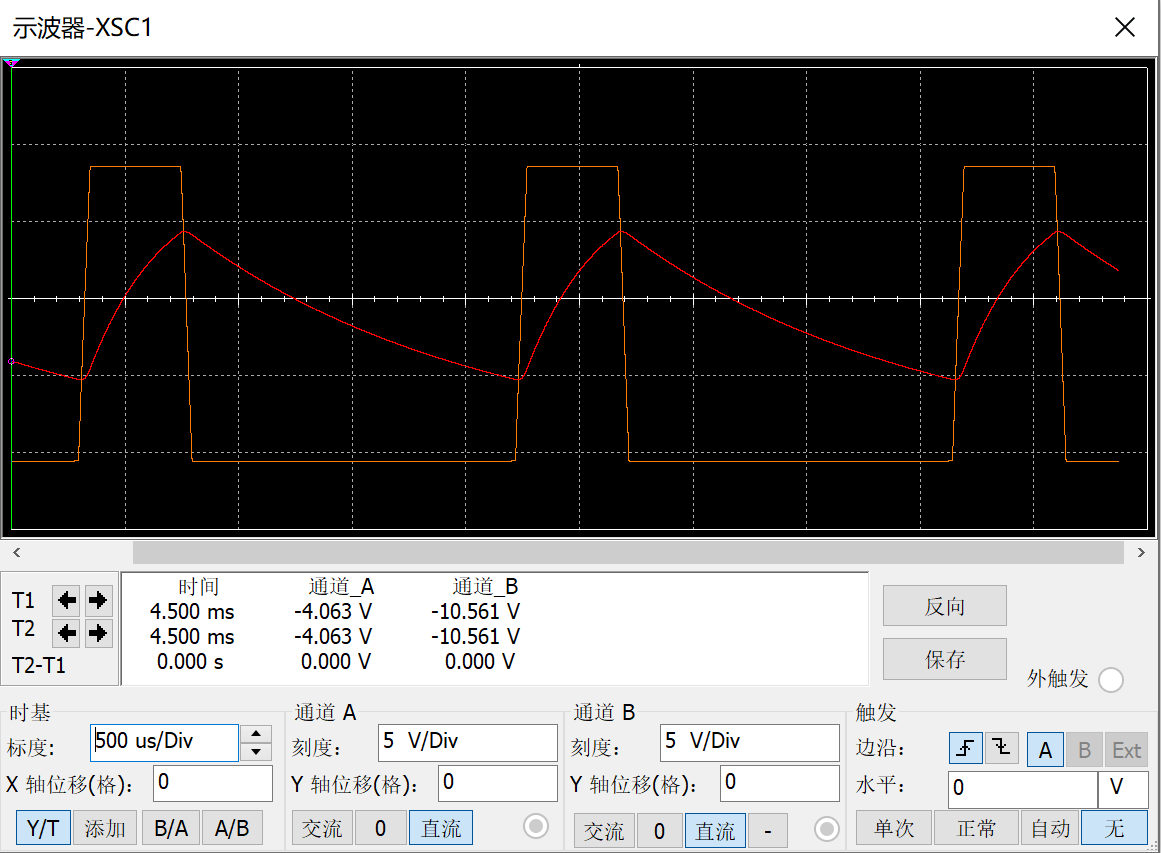 示波器-XSC1
时间 通道_A 通道_B
T1 4.500 ms -4.063 V -10.561 V
T2 4.500 ms -4.063 V -10.561 V
T2-T1 0.000 s 0.000 V 0.000 V
反向
保存
外触发
时基
标度: 500 us/Div
X 轴位移(格): 0
Y/T 添加 B/A A/B
通道 A
刻度: 5 V/Div
Y 轴位移(格): 0
交流 0 直流
通道 B
刻度: 5 V/Div
Y 轴位移(格): 0
交流 0 直流 -
触发
边沿: A B Ext
水平: 0 V
单次 正常 自动 无